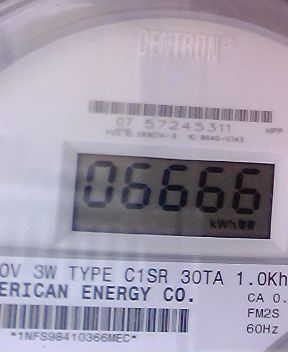 CENTRON®
07 57245311 HPP
06666
kWh
0V 3W TYPE C1SR 30TA 1.0Kh
ERICAN ENERGY CO.
CA 0.
FM2S
*1NFS98410366MEC* 60Hz